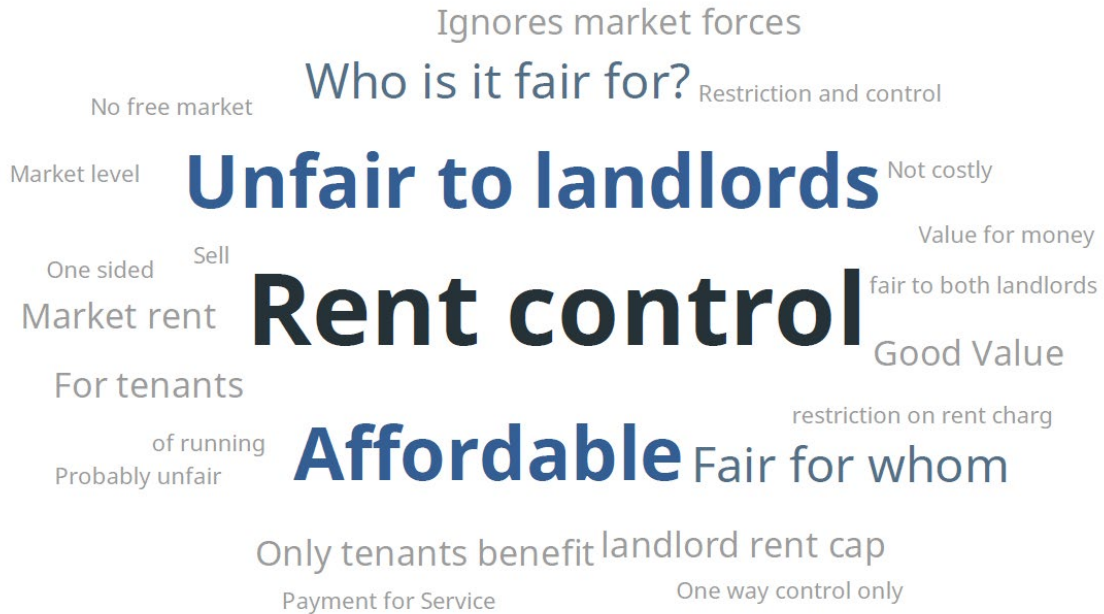 Ignores market forces
Who is it fair for?
Restriction and control
No free market
Unfair to landlords
Not costly
Market level
Value for money
Sell
One sided
Rent control
fair to both landlords
Market rent
Good Value
For tenants
restriction on rent charg
of running
Affordable
Fair for whom
Probably unfair
Only tenants benefit
landlord rent cap
One way control only
Payment for Service